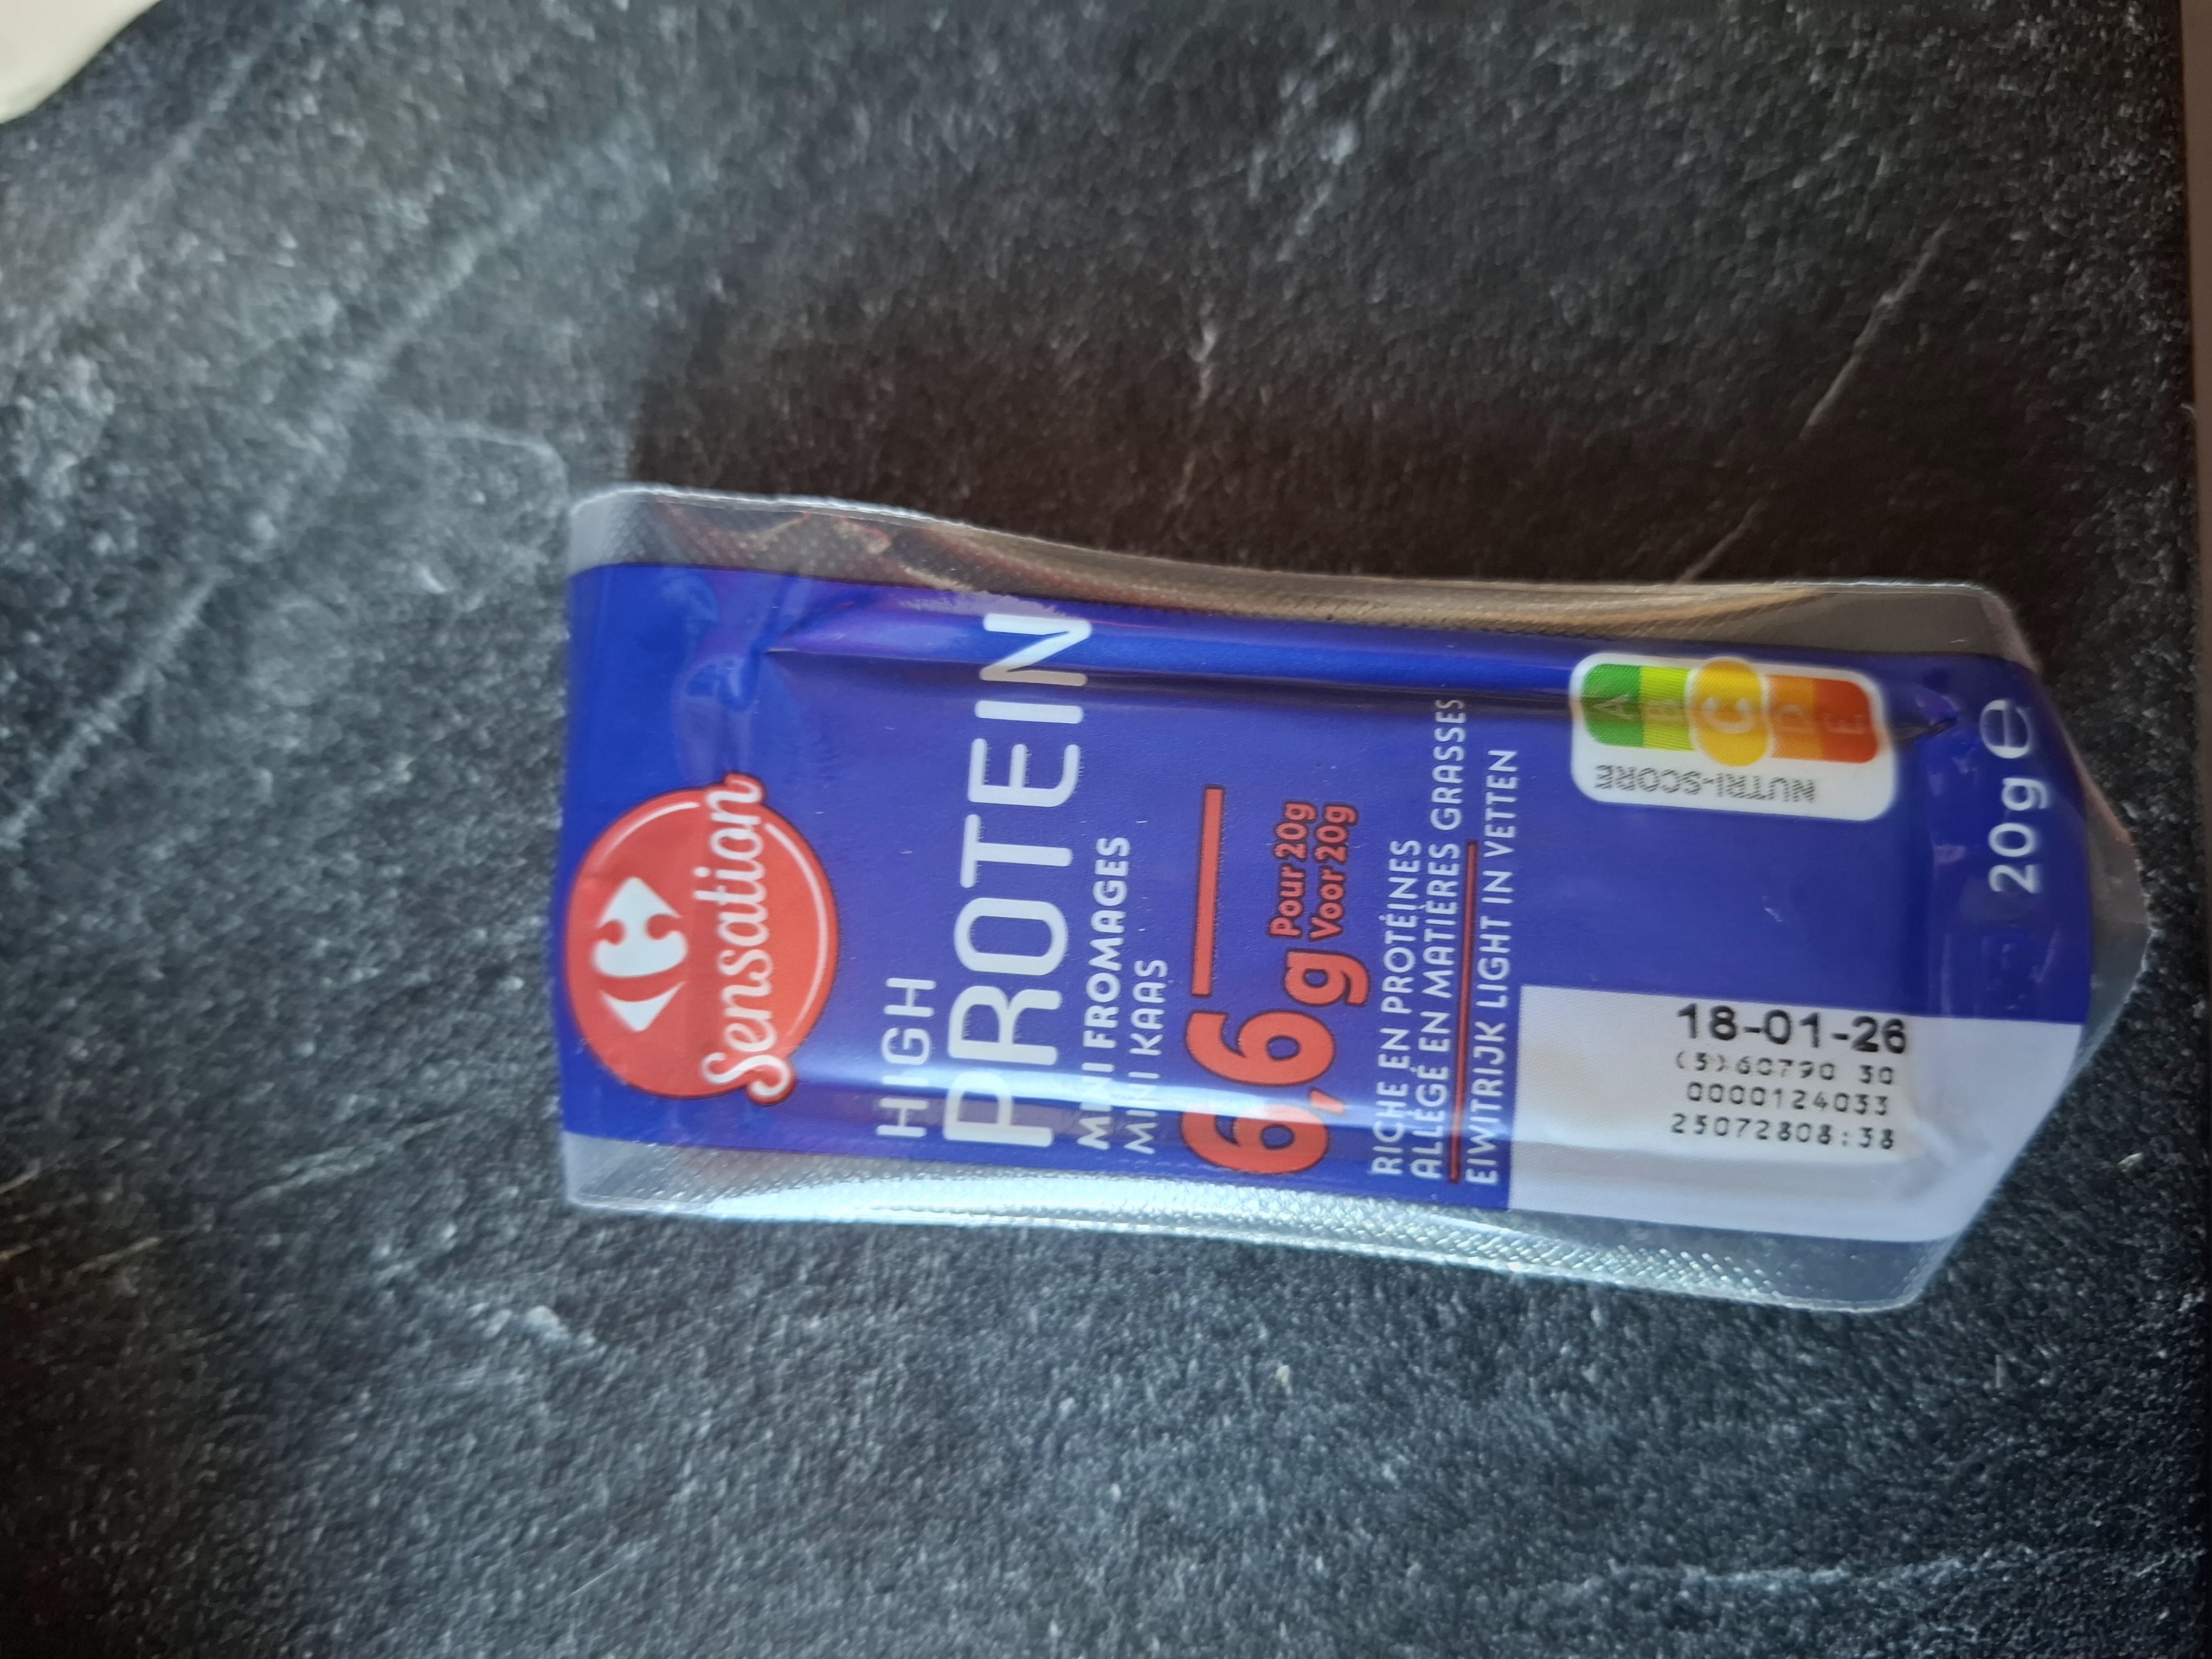 Sensation
HIGH
PROTEIN
MINI FROMAGES
MINI KAAS
6,6g
Pour 20g
Voor 20g
RICHE EN PROTÉINES
ALLÉGÉ EN MATIÈRES GRASSES
EIWITRIJK LIGHT IN VETTEN
NUTRI-SCORE
A B C D E
18-01-26
(3)60790 30
0000124033
25072808:38
20g e